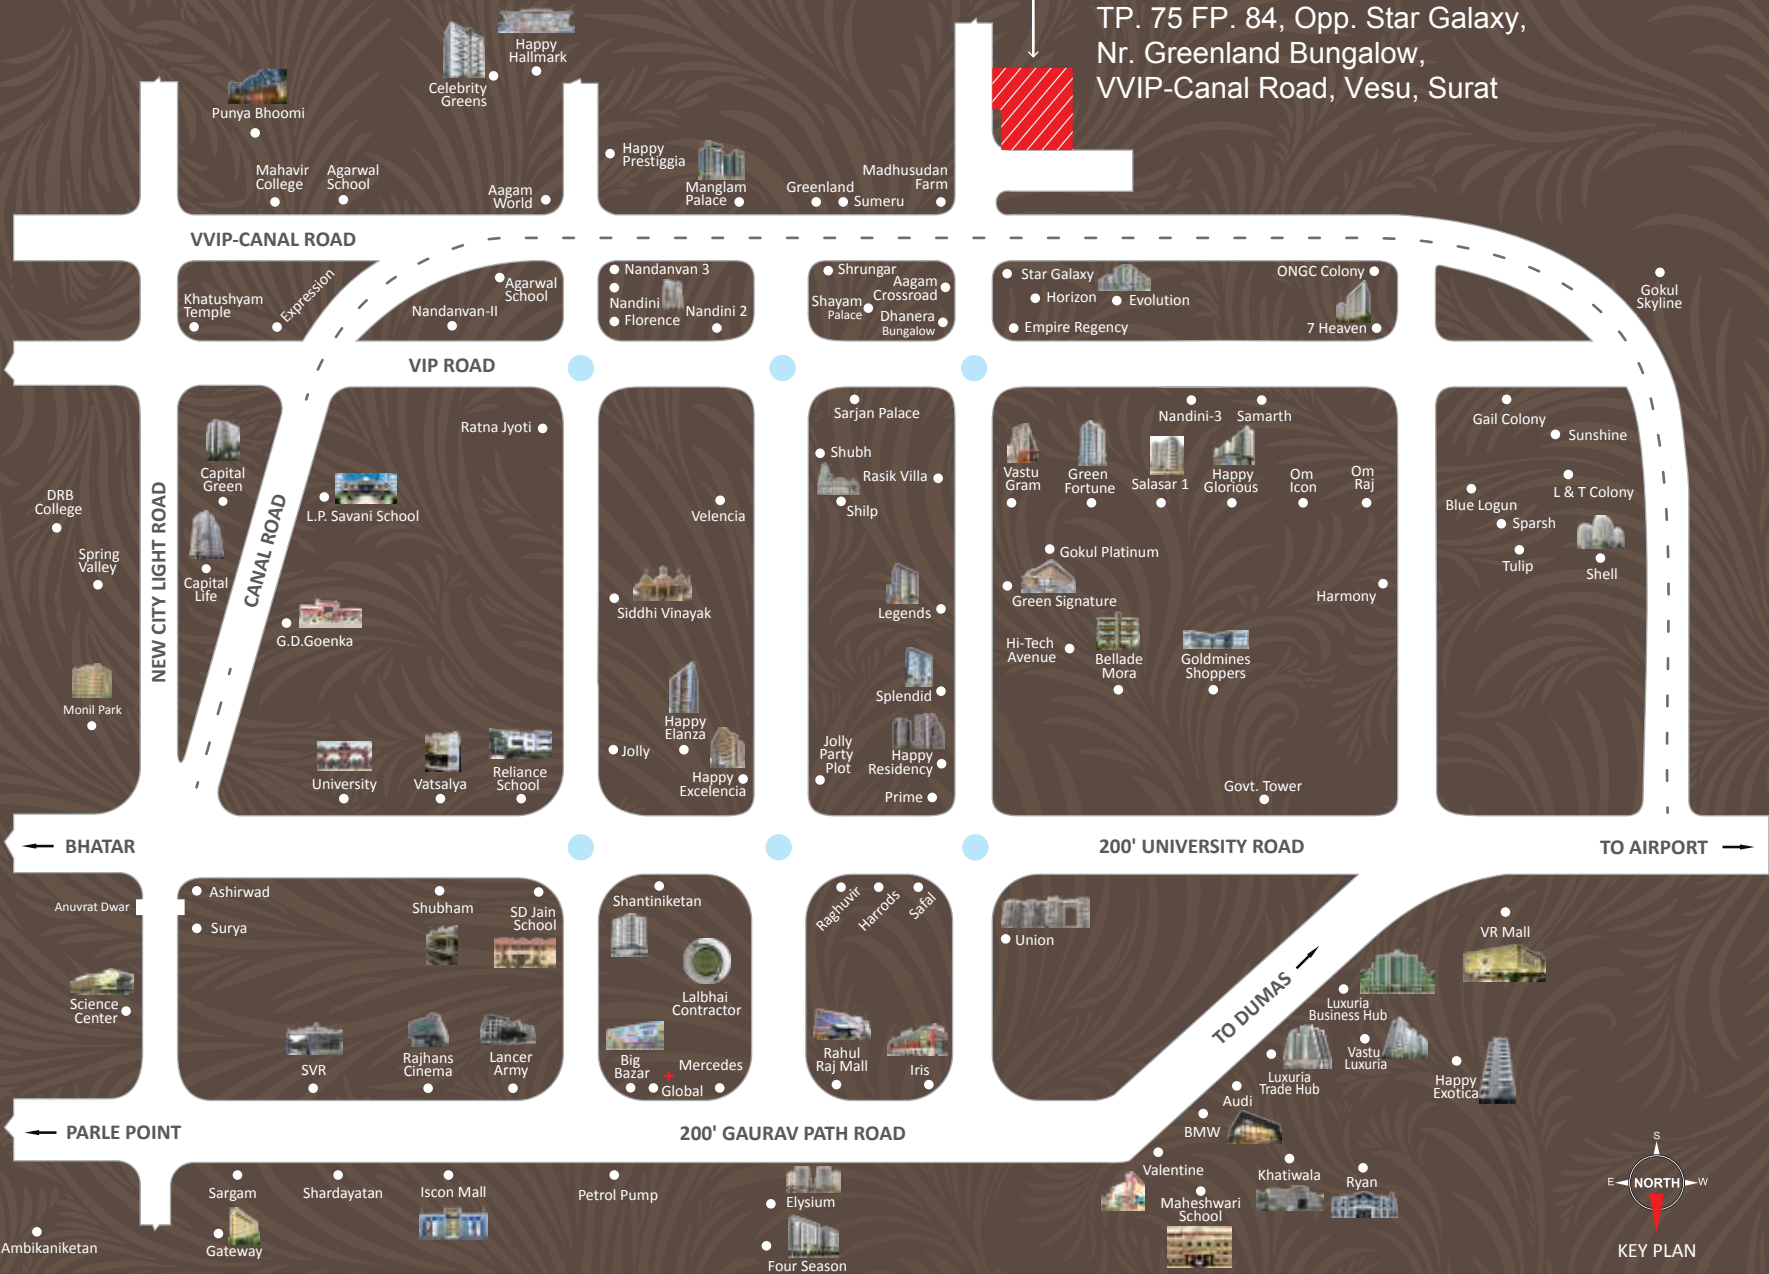 TP. 75 FP. 84, Opp. Star Galaxy,
Nr. Greenland Bungalow,
VVIP-Canal Road, Vesu, Surat
Happy
Hallmark
Celebrity
Greens
Punya Bhoomi
Mahavir
College
Agarwal
School
Aagam
World
Happy
Prestiggia
Manglam
Palace
Greenland
Sumeru
Madhusudan
Farm
VVIP-CANAL ROAD
Khatushyam
Temple
Expression
Agarwal
School
Nandanvan-II
Nandanvan 3
Nandini
Florence
Nandini 2
Shrungar
Aagam
Crossroad
Shayam
Palace
Dhanera
Bungalow
Star Galaxy
Horizon
Evolution
Empire Regency
ONGC Colony
7 Heaven
Gokul
Skyline
VIP ROAD
Ratna Jyoti
Sarjan Palace
Shubh
Rasik Villa
Shilp
Nandini-3
Samarth
Gail Colony
Sunshine
Capital
Green
L.P. Savani School
Velencia
Vastu
Gram
Green
Fortune
Salasar 1
Happy
Glorious
Om
Icon
Om
Raj
L & T Colony
Blue Logun
Sparsh
Tulip
Shell
DRB
College
Spring
Valley
NEW CITY LIGHT ROAD
CANAL ROAD
Capital
Life
G.D.Goenka
Siddhi Vinayak
Legends
Gokul Platinum
Green Signature
Harmony
Hi-Tech
Avenue
Bellade
Mora
Goldmines
Shoppers
Monil Park
Splendid
Happy
Elanza
Jolly
Happy
Excelencia
Jolly
Party
Plot
Happy
Residency
Prime
University
Vatsalya
Reliance
School
Govt. Tower
BHATAR
200' UNIVERSITY ROAD
TO AIRPORT
Anuvrat Dwar
Ashirwad
Surya
Shubham
SD Jain
School
Shantiniketan
Raghuvir
Harrods
Safal
Union
VR Mall
Science
Center
Lalbhai
Contractor
TO DUMAS
Luxuria
Business Hub
SVR
Rajhans
Cinema
Lancer
Army
Big
Bazar
Mercedes
Global
Rahul
Raj Mall
Iris
Vastu
Luxuria
Luxuria
Trade Hub
Happy
Exotica
Audi
BMW
PARLE POINT
200' GAURAV PATH ROAD
Valentine
Khatiwala
Ryan
Sargam
Shardayatan
Iscon Mall
Petrol Pump
Elysium
Maheshwari
School
Ambikaniketan
Gateway
Four Season
S
E
NORTH
W
KEY PLAN